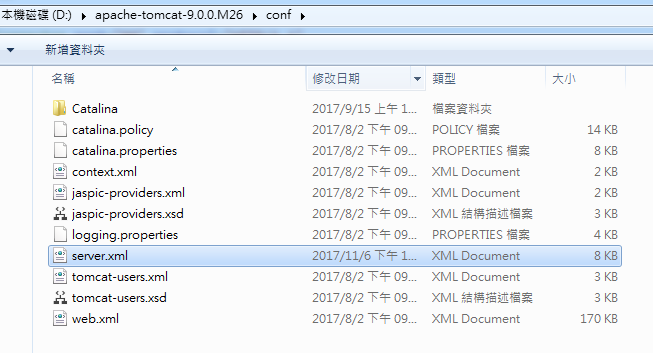 本機磁碟 (D:) apache-tomcat-9.0.0.M26 conf
新增資料夾
名稱 修改日期 類型 大小
Catalina 2017/9/15 上午 1... 檔案資料夾
catalina.policy 2017/8/2 下午 09... POLICY 檔案 14 KB
catalina.properties 2017/8/2 下午 09... PROPERTIES 檔案 8 KB
context.xml 2017/8/2 下午 09... XML Document 2 KB
jaspic-providers.xml 2017/8/2 下午 09... XML Document 2 KB
jaspic-providers.xsd 2017/8/2 下午 09... XML 結構描述檔案 3 KB
logging.properties 2017/8/2 下午 09... PROPERTIES 檔案 4 KB
server.xml 2017/11/6 下午 1... XML Document 8 KB
tomcat-users.xml 2017/8/2 下午 09... XML Document 3 KB
tomcat-users.xsd 2017/8/2 下午 09... XML 結構描述檔案 3 KB
web.xml 2017/8/2 下午 09... XML Document 170 KB